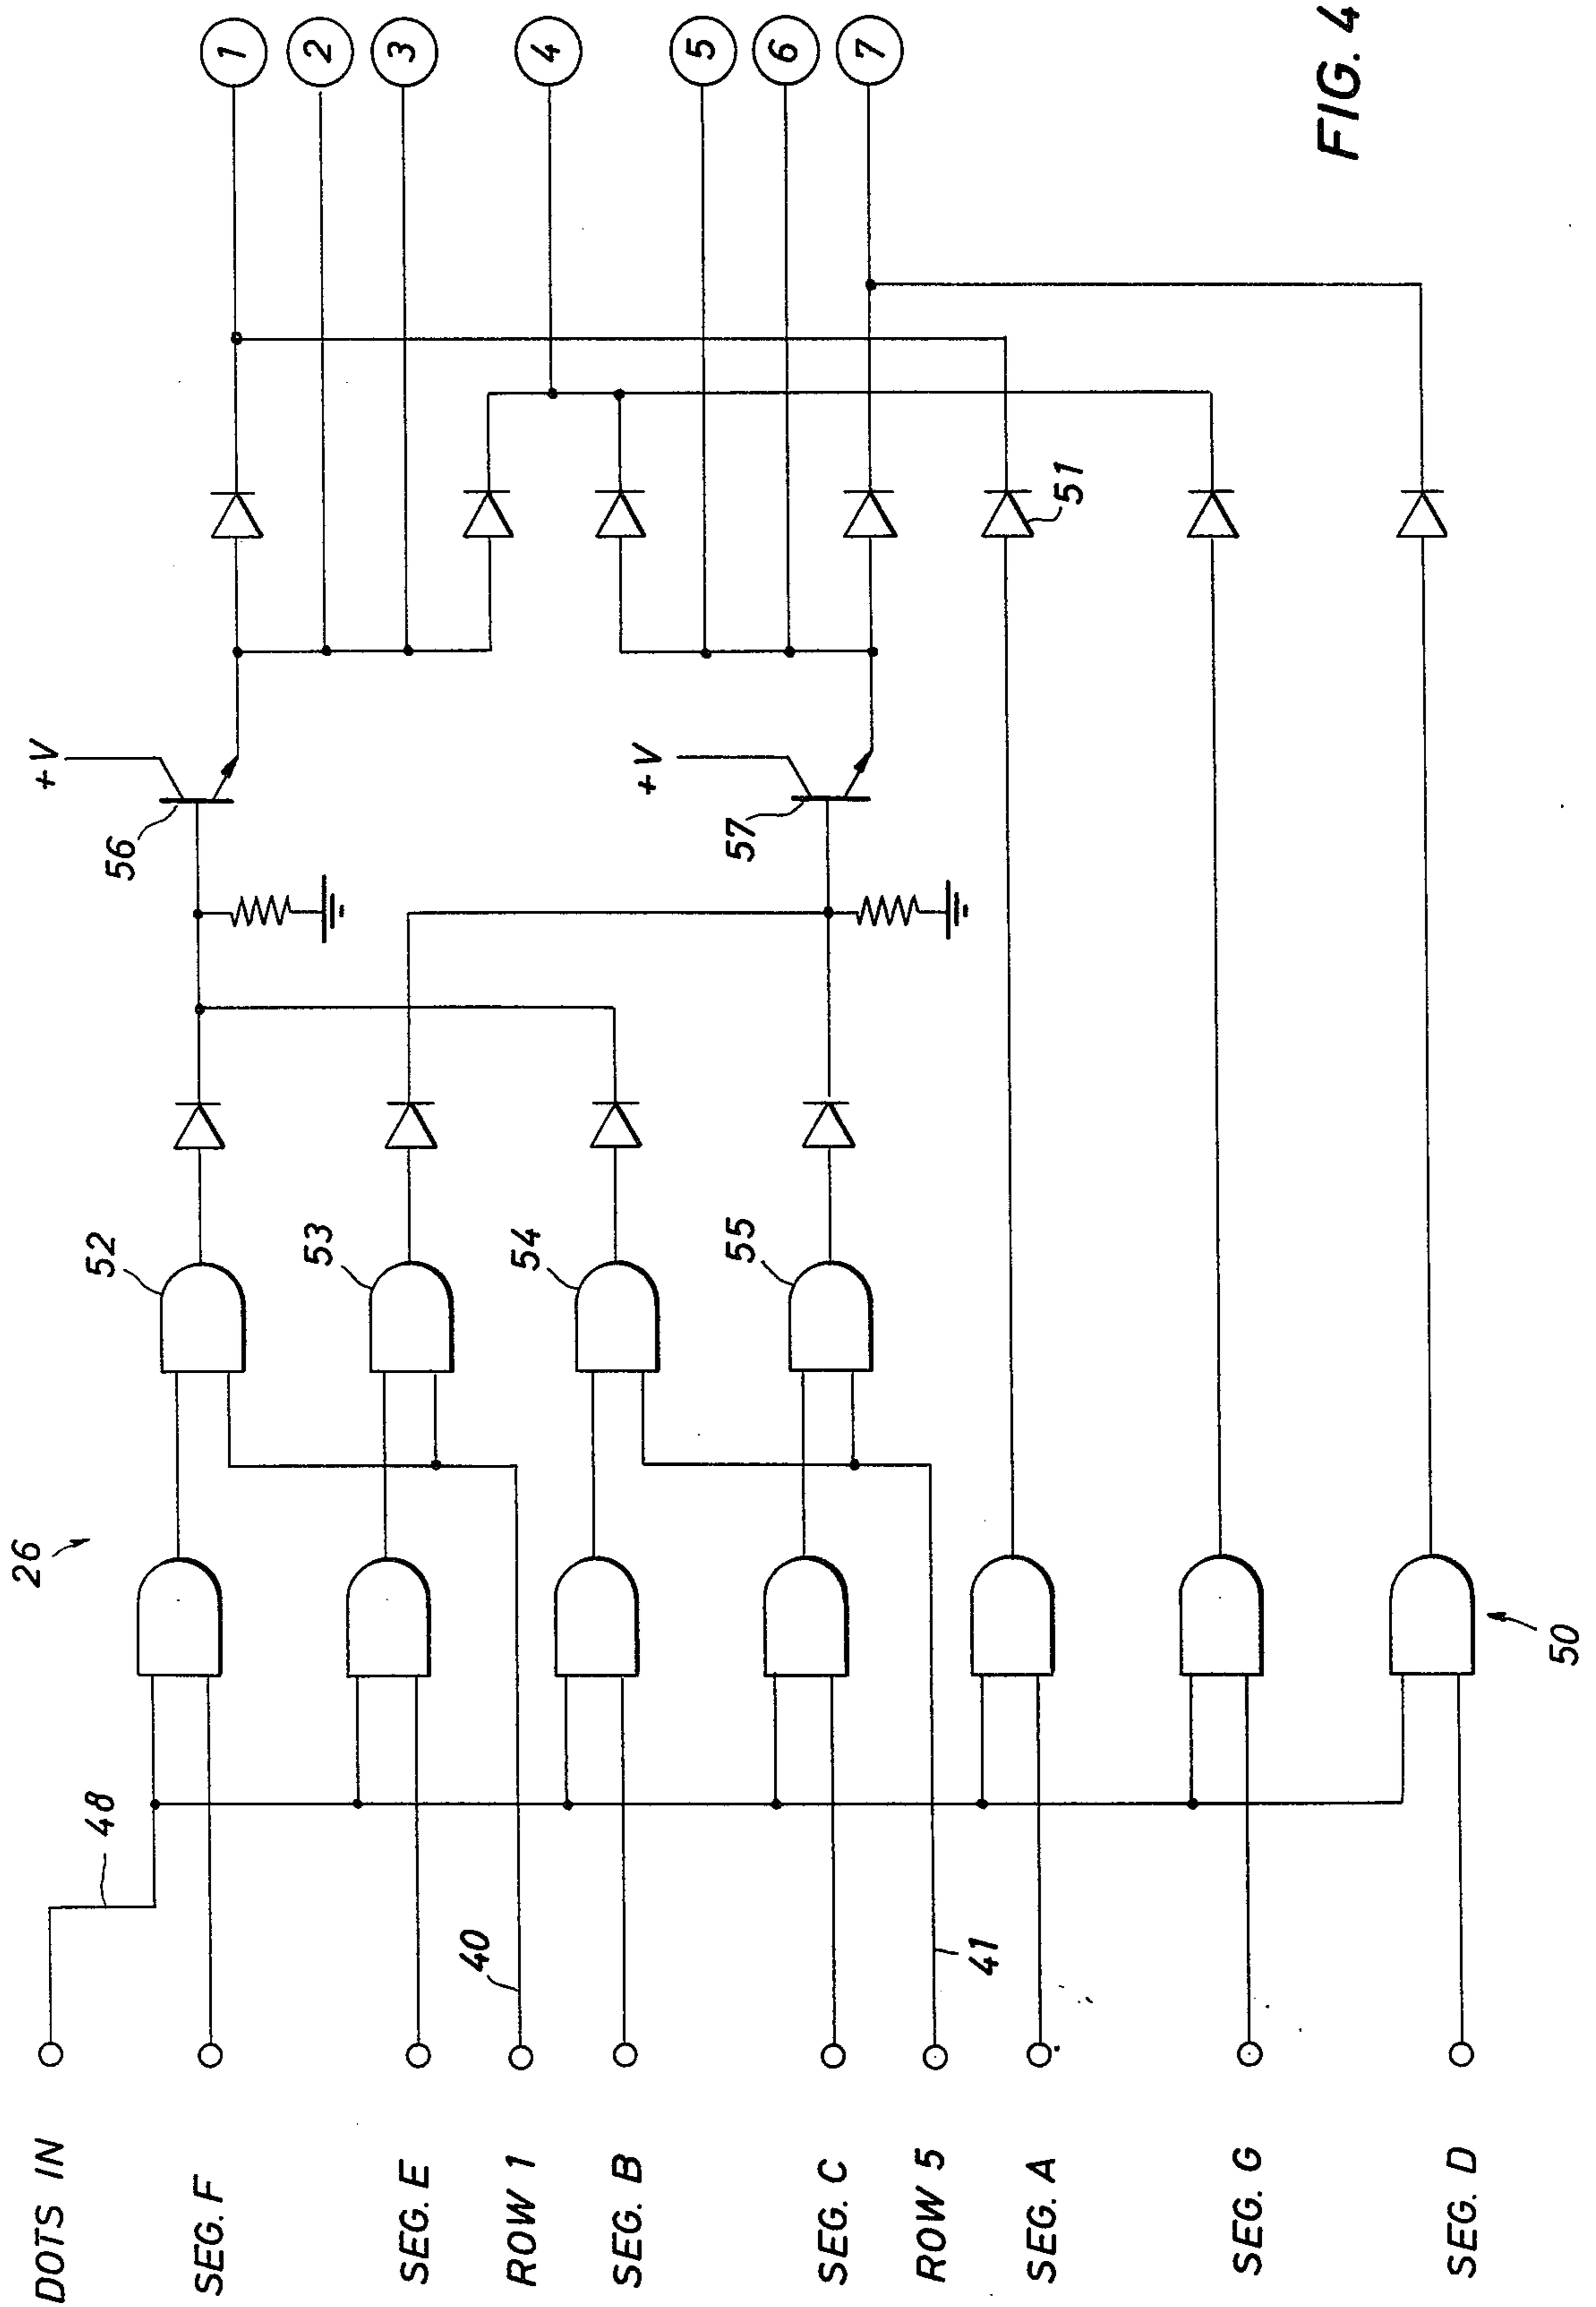 DOTS IN
SEG. F
SEG. E
ROW 1
SEG. B
SEG. C
ROW 5
SEG. A
SEG. G
SEG. D
48
40
41
26
50
52
53
54
55
56
+V
57
+V
51
1
2
3
4
5
6
7
FIG. 4